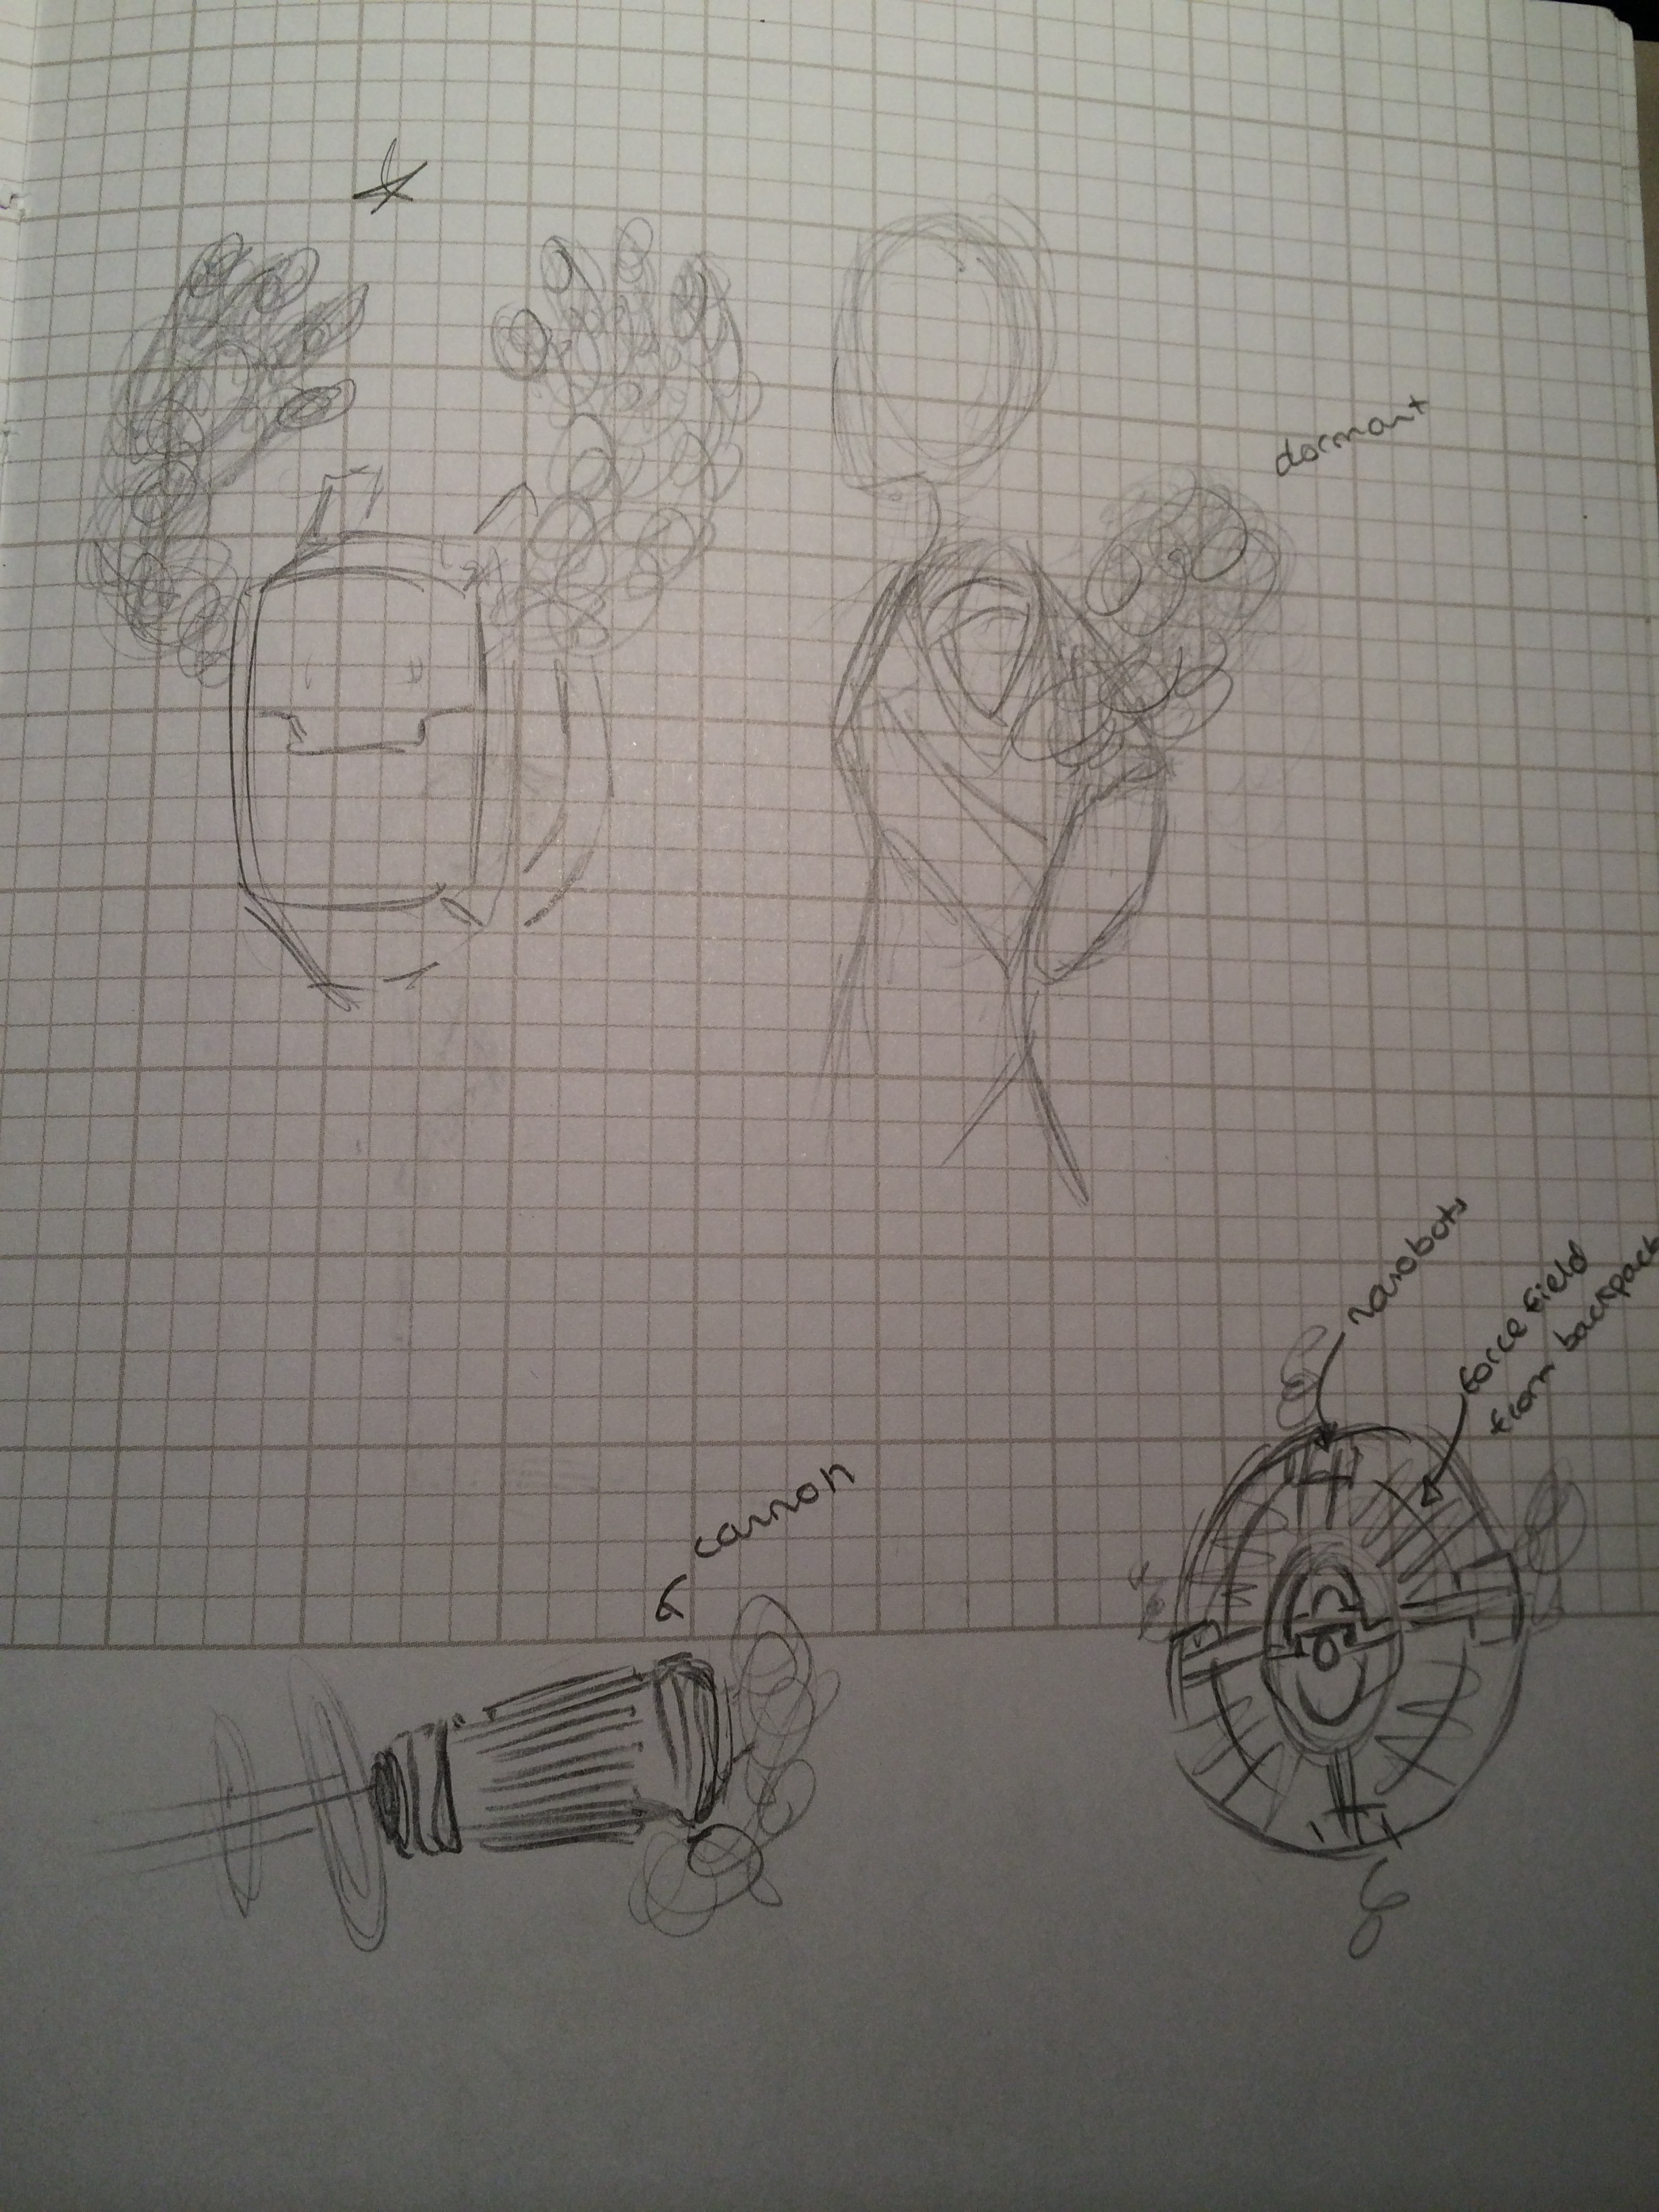 dormant
nanobots
force field
from backpack
cannon